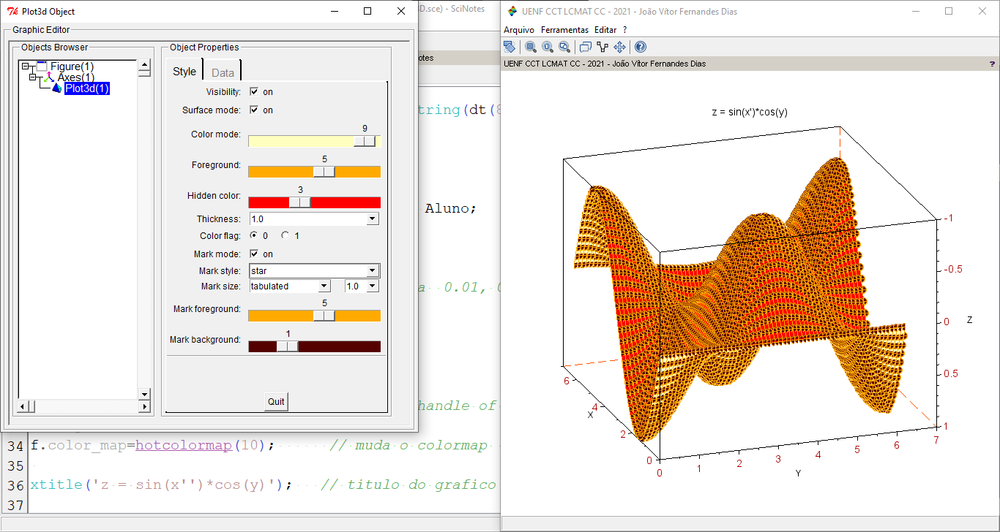 Plot3d Object
Graphic Editor
Objects Browser
Figure(1)
Axes(1)
Plot3d(1)
Object Properties
Style
Data
Visibility: on
Surface mode: on
Color mode: 9
Foreground: 5
Hidden color: 3
Thickness: 1.0
Color flag: 0 1
Mark mode: on
Mark style: star
Mark size: tabulated 1.0
Mark foreground: 5
Mark background: 1
Quit
D.sce) - SciNotes
otes
tring(dt(
Aluno;
a 0.01,
handle of
34 f.color_map=hotcolormap(10); // muda o colormap
35
36 xtitle('z = sin(x'')*cos(y)'); // titulo do grafico
37
UENF CCT LCMAT CC - 2021 - João Vítor Fernandes Dias
Arquivo Ferramentas Editar ?
UENF CCT LCMAT CC - 2021 - João Vítor Fernandes Dias ?
z = sin(x')*cos(y)
-1
-0.5
0
0.5
1
Z
6
4
2
0
X
0 1 2 3 4 5 6 7
Y